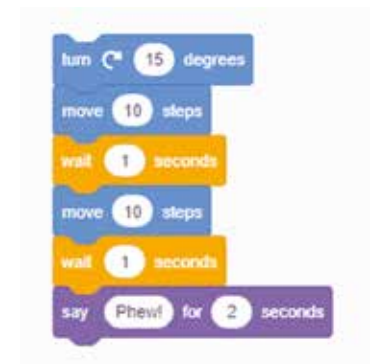 turn 15 degrees
move 10 steps
wait 1 seconds
move 10 steps
wait 1 seconds
say Phew! for 2 seconds